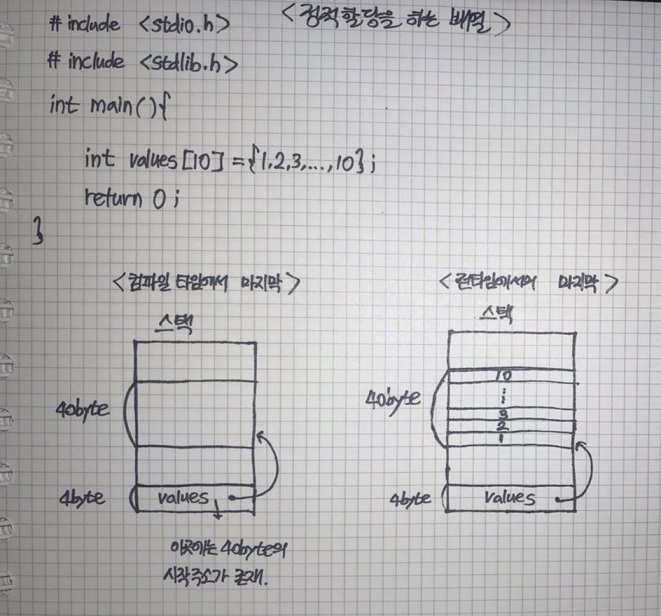 <정적할당을 하는 배열>
# include <stdio.h>
# include <stdlib.h>
int main(){
int values[10] = {1,2,3,...,10};
return 0;
}
<컴파일 타임에서 마지막>
스택
40byte
4byte
values
이곳에는 40byte의
시작주소가 존재.
<런타임에서의 마지막>
스택
40byte
10
⋮
3
2
1
4byte
values